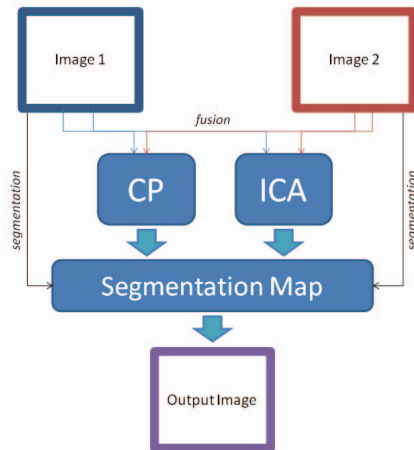 Image 1
Image 2
fusion
segmentation
segmentation
CP
ICA
Segmentation Map
Output Image